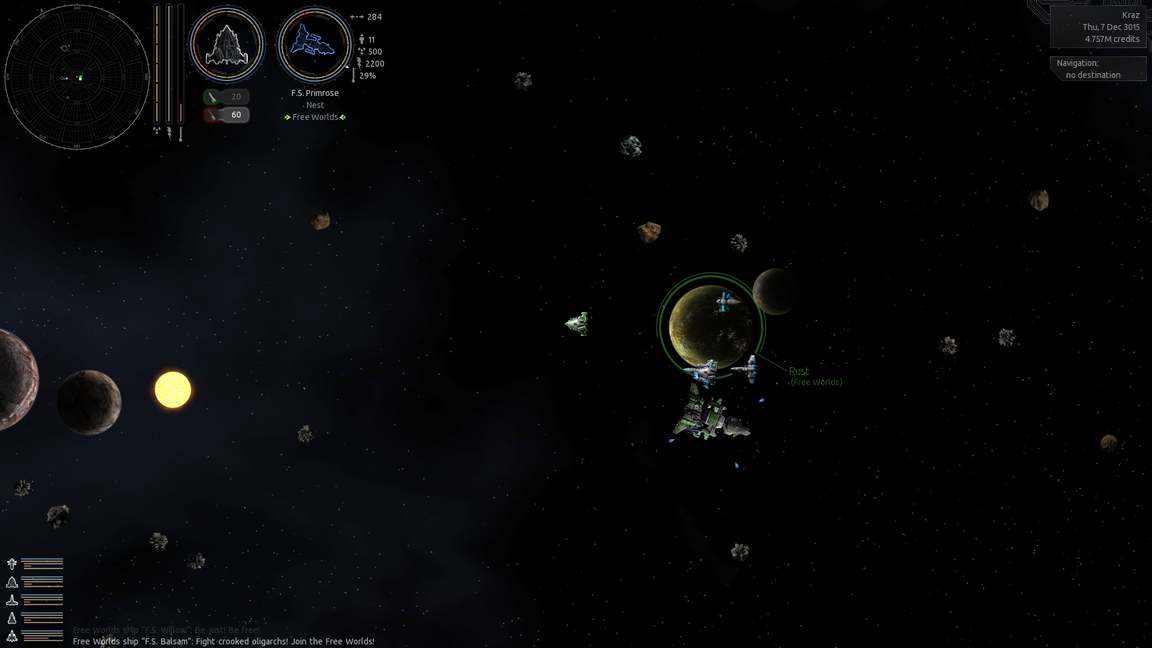 284
11
500
2200
29%
F.S. Primrose
Nest
Free Worlds
20
60
Kraz
Thu, 7 Dec 3015
4.757M credits
Navigation:
no destination
Rust
(Free Worlds)
Free Worlds ship "F.S. Willow": Be just! Be free!
Free Worlds ship "F.S. Balsam": Fight crooked oligarchs! Join the Free Worlds!